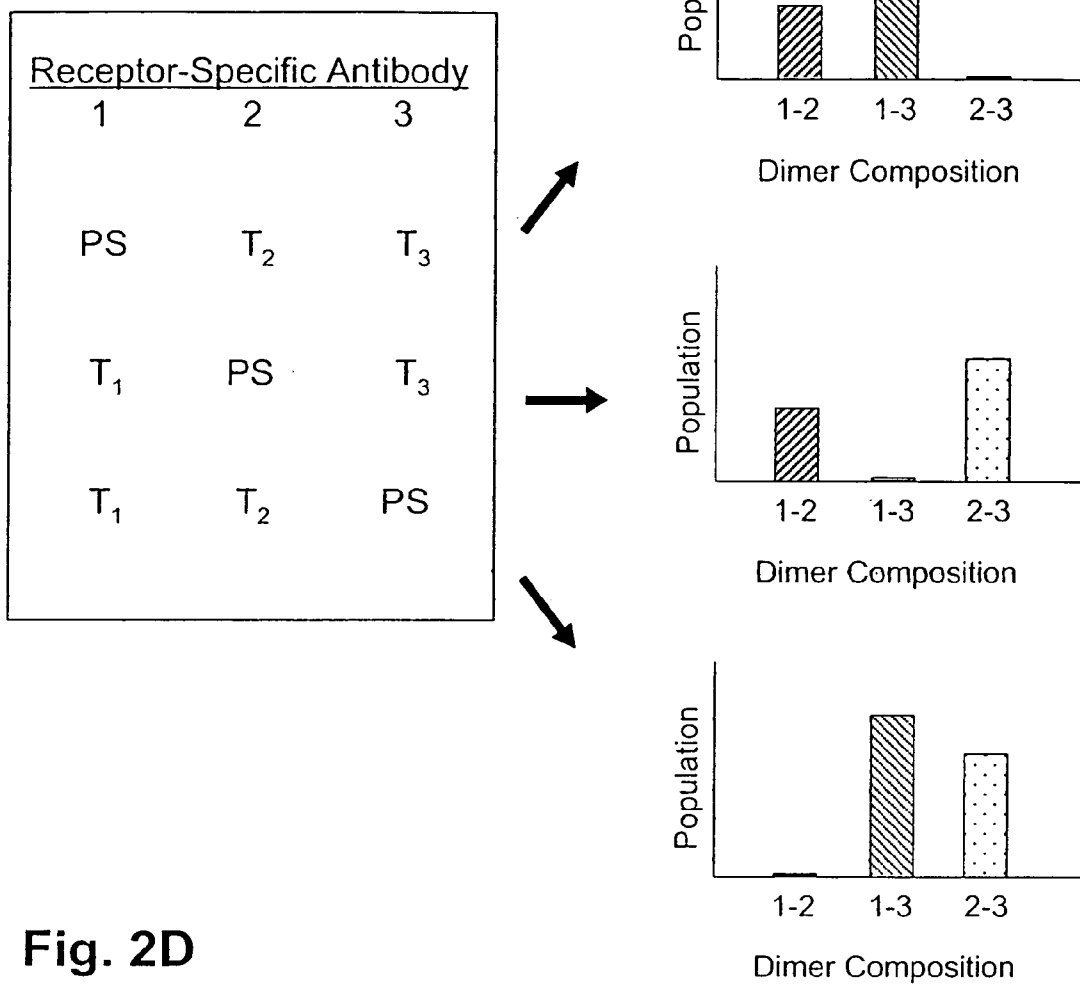 Receptor-Specific Antibody
1 2 3
PS T₂ T₃
T₁ PS T₃
T₁ T₂ PS
Pop
1-2 1-3 2-3
Dimer Composition
Population
1-2 1-3 2-3
Dimer Composition
Population
1-2 1-3 2-3
Dimer Composition
Fig. 2D